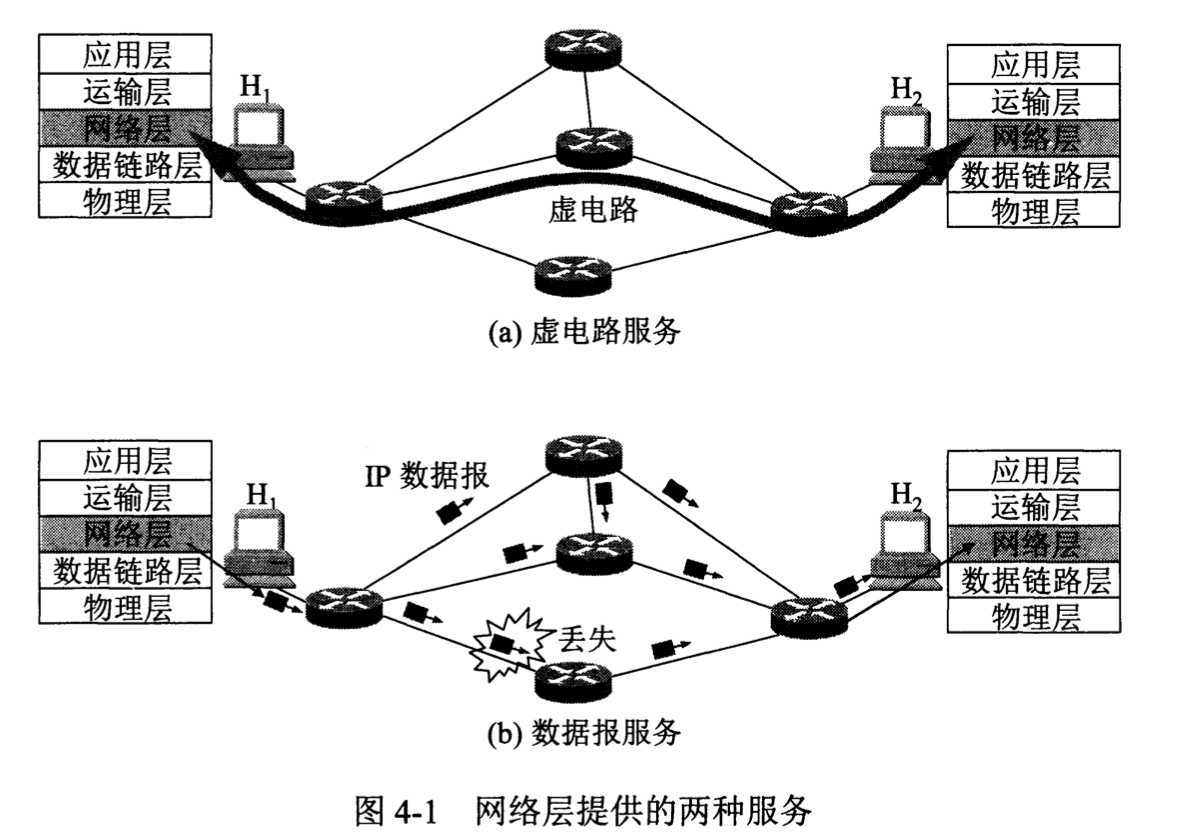 应用层
运输层
网络层
数据链路层
物理层
H1
虚电路
H2
应用层
运输层
网络层
数据链路层
物理层
(a) 虚电路服务
应用层
运输层
网络层
数据链路层
物理层
H1
IP 数据报
丢失
H2
应用层
运输层
网络层
数据链路层
物理层
(b) 数据报服务
图 4-1 网络层提供的两种服务